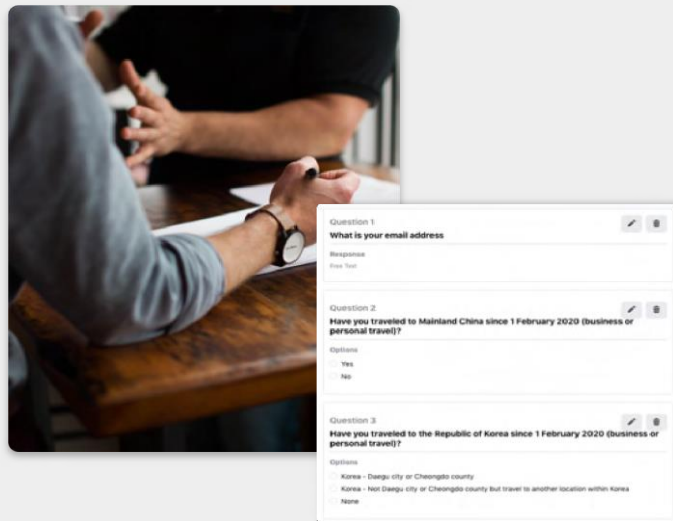 Question 1
What is your email address
Response
Free Text
Question 2
Have you traveled to Mainland China since 1 February 2020 (business or
personal travel)?
Options
Yes
No
Question 3
Have you traveled to the Republic of Korea since 1 February 2020 (business or
personal travel)?
Options
Korea - Daegu city or Cheongdo county
Korea - Not Daegu city or Cheongdo county but travel to another location within Korea
None